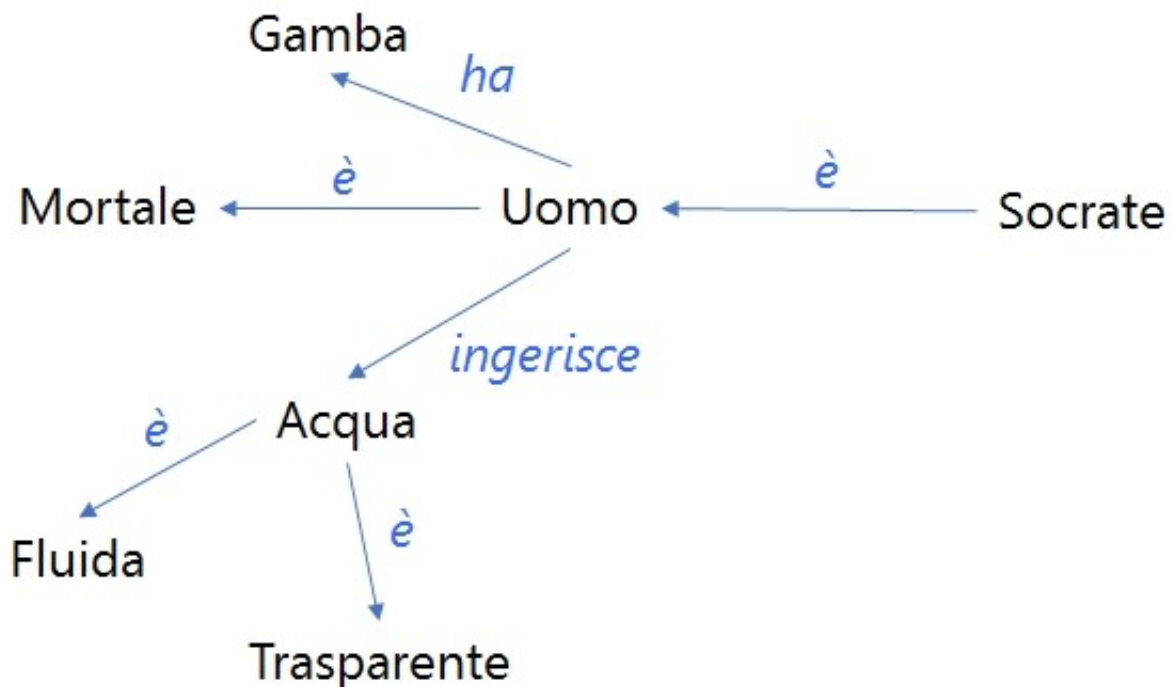 Gamba
ha
è
è
Mortale
Uomo
Socrate
ingerisce
Acqua
è
è
Fluida
Trasparente